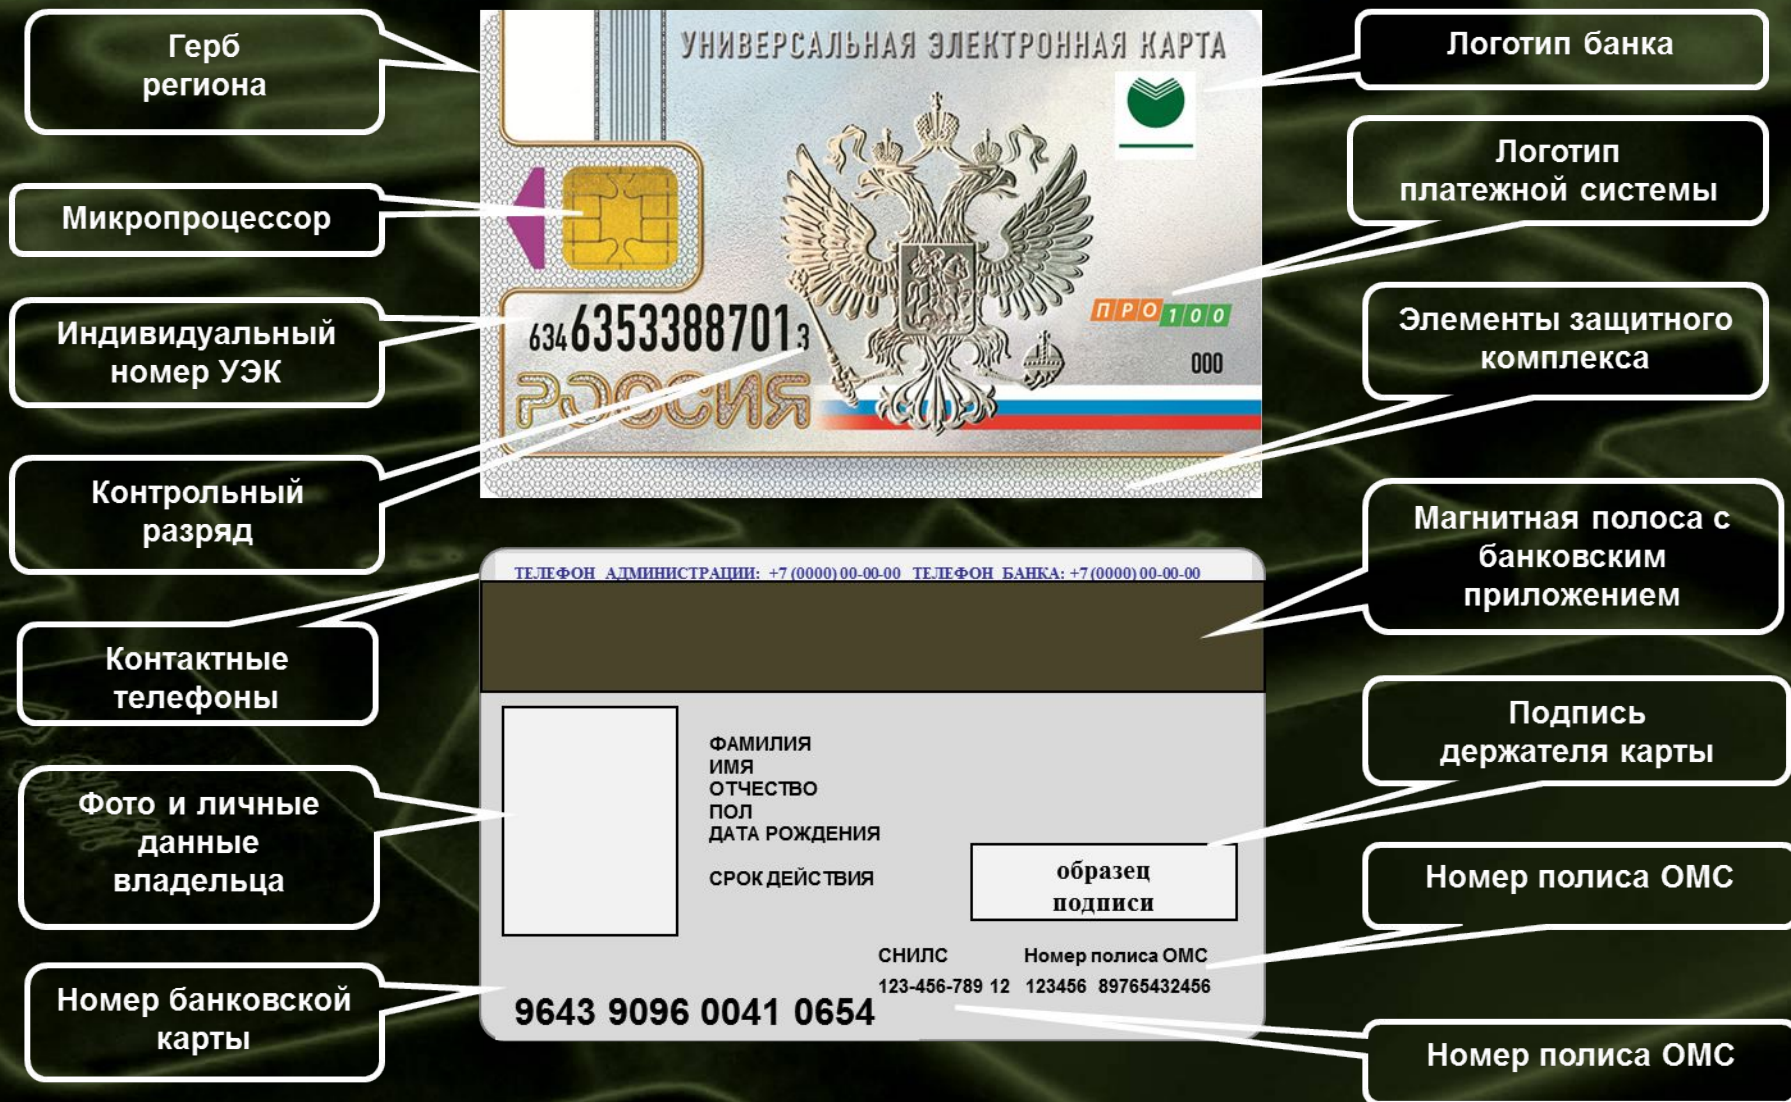 Герб
региона
Микропроцессор
Индивидуальный
номер УЭК
Контрольный
разряд
Контактные
телефоны
Фото и личные
данные
владельца
Номер банковской
карты
УНИВЕРСАЛЬНАЯ ЭЛЕКТРОННАЯ КАРТА
63463533887013
ПРО100
000
РОССИЯ
ТЕЛЕФОН АДМИНИСТРАЦИИ: +7 (0000) 00-00-00 ТЕЛЕФОН БАНКА: +7 (0000) 00-00-00
ФАМИЛИЯ
ИМЯ
ОТЧЕСТВО
ПОЛ
ДАТА РОЖДЕНИЯ
СРОК ДЕЙСТВИЯ
образец
подписи
СНИЛС Номер полиса ОМС
123-456-789 12 123456 89765432456
9643 9096 0041 0654
Логотип банка
Логотип
платежной системы
Элементы защитного
комплекса
Магнитная полоса с
банковским
приложением
Подпись
держателя карты
Номер полиса ОМС
Номер полиса ОМС